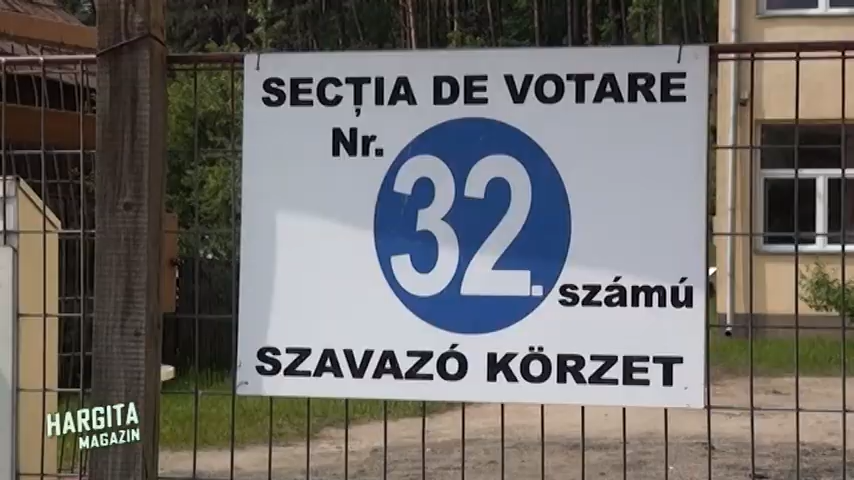 SECȚIA DE VOTARE
Nr.
32.
számú
SZAVAZÓ KÖRZET
HARGITA
MAGAZIN